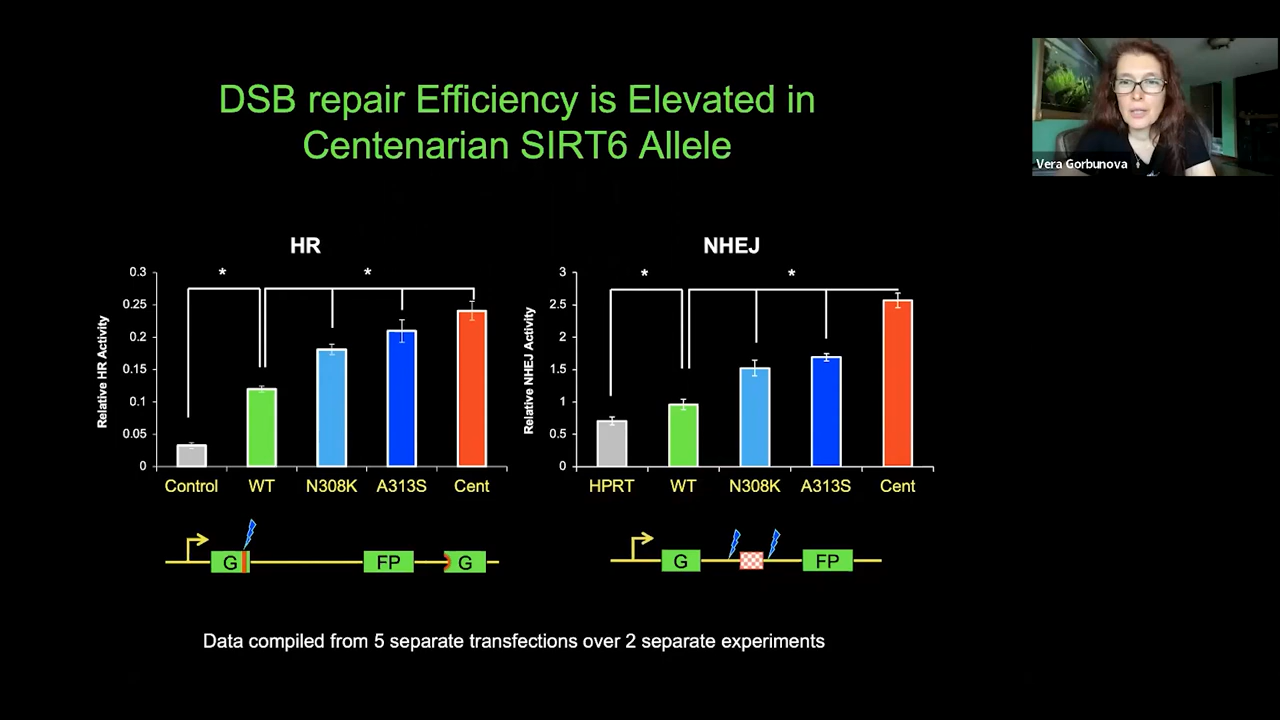 DSB repair Efficiency is Elevated in
Centenarian SIRT6 Allele
Vera Gorbunova
HR
* *
0.3
0.25
0.2
0.15
0.1
0.05
0
Relative HR Activity
Control WT N308K A313S Cent
G FP G
NHEJ
* *
3
2.5
2
1.5
1
0.5
0
Relative NHEJ Activity
HPRT WT N308K A313S Cent
G FP
Data compiled from 5 separate transfections over 2 separate experiments